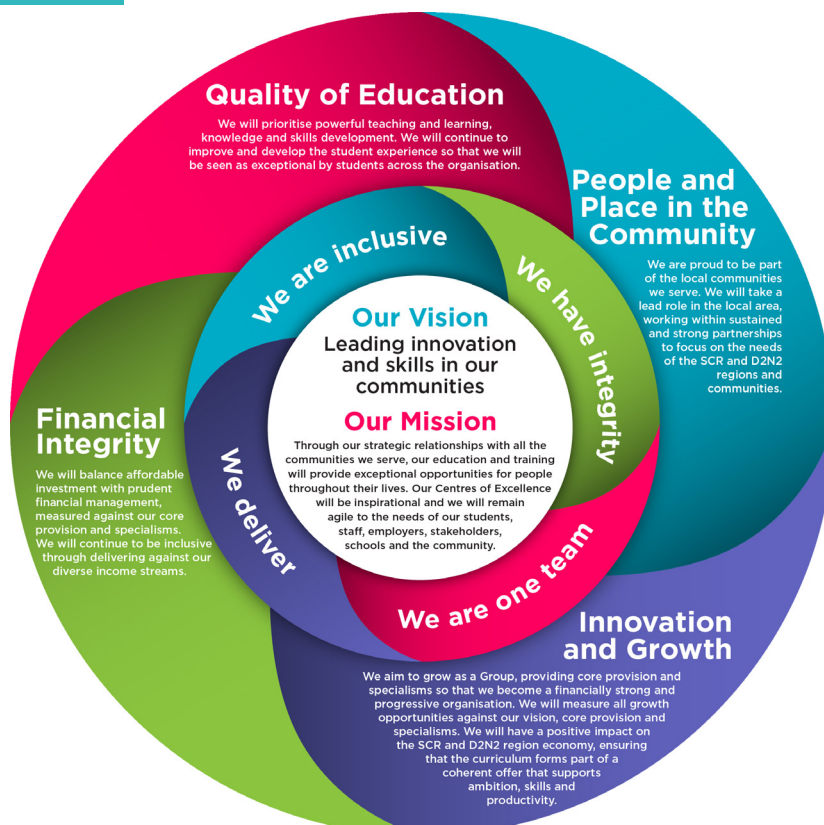 Quality of Education
We will prioritise powerful teaching and learning,
knowledge and skills development. We will continue to
improve and develop the student experience so that we will
be seen as exceptional by students across the organisation.
People and
Place in the
Community
We are proud to be part
of the local communities
we serve. We will take a
lead role in the local area,
working within sustained
and strong partnerships
to focus on the needs
of the SCR and D2N2
regions and
communities.
We are inclusive
We have integrity
Our Vision
Leading innovation
and skills in our
communities
Our Mission
Through our strategic relationships with all the
communities we serve, our education and training
will provide exceptional opportunities for people
throughout their lives. Our Centres of Excellence
will be inspirational and we will remain
agile to the needs of our students,
staff, employers, stakeholders,
schools and the community.
Financial
Integrity
We will balance affordable
investment with prudent
financial management,
measured against our core
provision and specialisms.
We will continue to be inclusive
through delivering against our
diverse income streams.
We deliver
We are one team
Innovation
and Growth
We aim to grow as a Group, providing core provision and
specialisms so that we become a financially strong and
progressive organisation. We will measure all growth
opportunities against our vision, core provision and
specialisms. We will have a positive impact on
the SCR and D2N2 region economy, ensuring
that the curriculum forms part of a
coherent offer that supports
ambition, skills and
productivity.